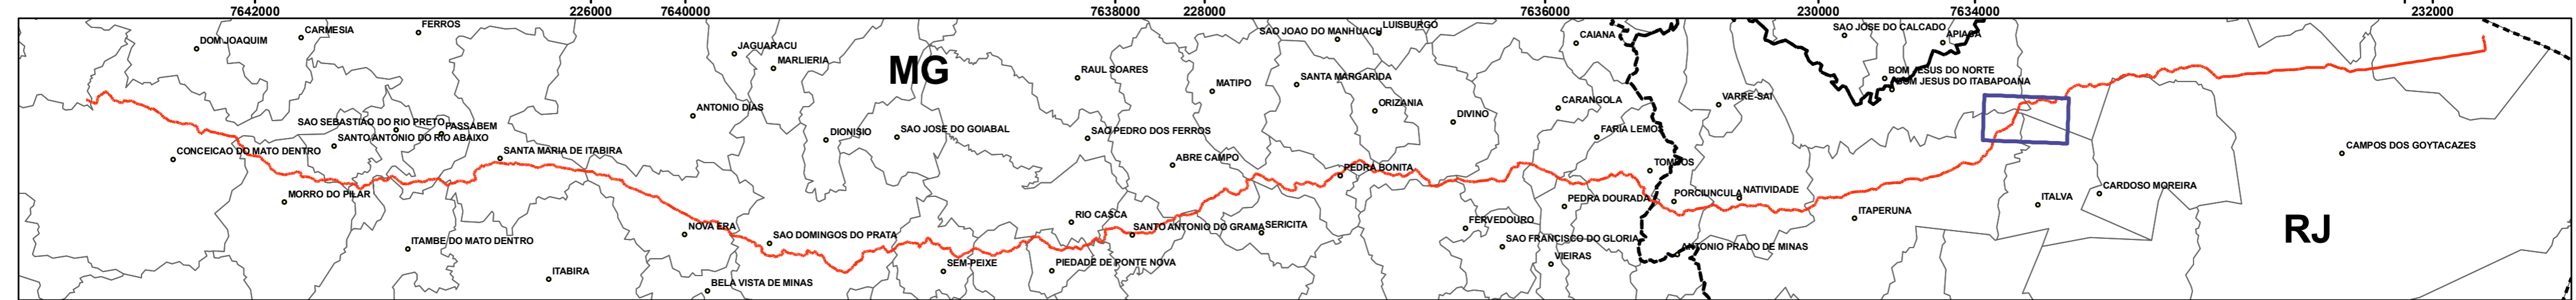 7642000 226000 7640000 7638000 228000 7636000 230000 7634000 232000
FERROS
CARMESIA
DOM JOAQUIM
JAGUARACU
MARLIERIA
MG
RAUL SOARES
MATIPO
SAO JOAO DO MANHUACU
LUISBURGO
SANTA MARGARIDA
ORIZANIA
DIVINO
CAIANA
CARANGOLA
FARIA LEMOS
VARRE-SAI
SAO JOSE DO CALCADO
APIACA
BOM JESUS DO NORTE
BOM JESUS DO ITABAPOANA
ANTONIO DIAS
SAO SEBASTIAO DO RIO PRETO
PASSABEM
SANTO ANTONIO DO RIO ABAIXO
CONCEICAO DO MATO DENTRO
SANTA MARIA DE ITABIRA
DIONISIO
SAO JOSE DO GOIABAL
SAO PEDRO DOS FERROS
ABRE CAMPO
PEDRA BONITA
TOMBOS
CAMPOS DOS GOYTACAZES
MORRO DO PILAR
PEDRA DOURADA
PORCIUNCULA
NATIVIDADE
ITAPERUNA
ITALVA
CARDOSO MOREIRA
NOVA ERA
SAO DOMINGOS DO PRATA
RIO CASCA
SANTO ANTONIO DO GRAMA
SERICITA
FERVEDOURO
SAO FRANCISCO DO GLORIA
ANTONIO PRADO DE MINAS
RJ
ITAMBE DO MATO DENTRO
ITABIRA
BELA VISTA DE MINAS
SEM-PEIXE
PIEDADE DE PONTE NOVA
VIEIRAS